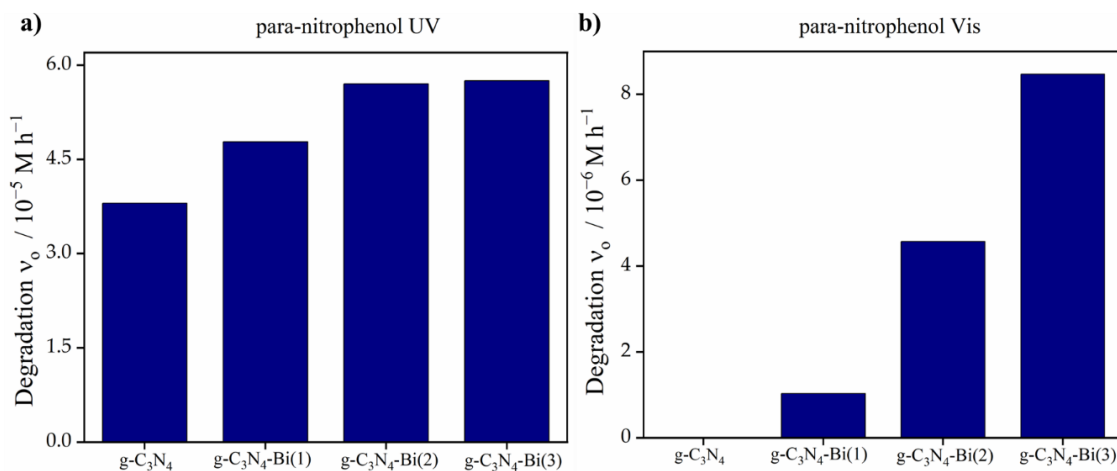 a)
para-nitrophenol UV
Degradation ν₀ / 10⁻⁵ M h⁻¹
6.0
4.5
3.0
1.5
0.0
g-C₃N₄
g-C₃N₄-Bi(1)
g-C₃N₄-Bi(2)
g-C₃N₄-Bi(3)
b)
para-nitrophenol Vis
Degradation ν₀ / 10⁻⁶ M h⁻¹
8
6
4
2
0
g-C₃N₄
g-C₃N₄-Bi(1)
g-C₃N₄-Bi(2)
g-C₃N₄-Bi(3)